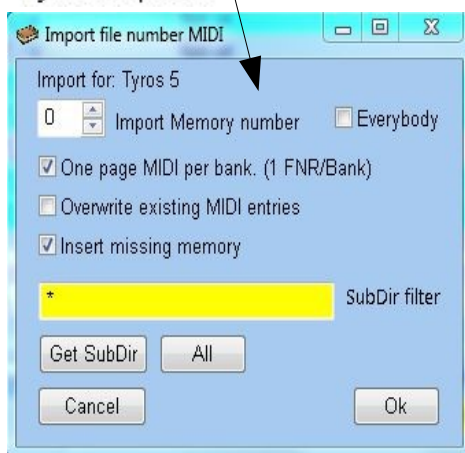 Import file number MIDI
Import for: Tyros 5
0 Import Memory number Everybody
One page MIDI per bank. (1 FNR/Bank)
Overwrite existing MIDI entries
Insert missing memory
* SubDir filter
Get SubDir All
Cancel Ok